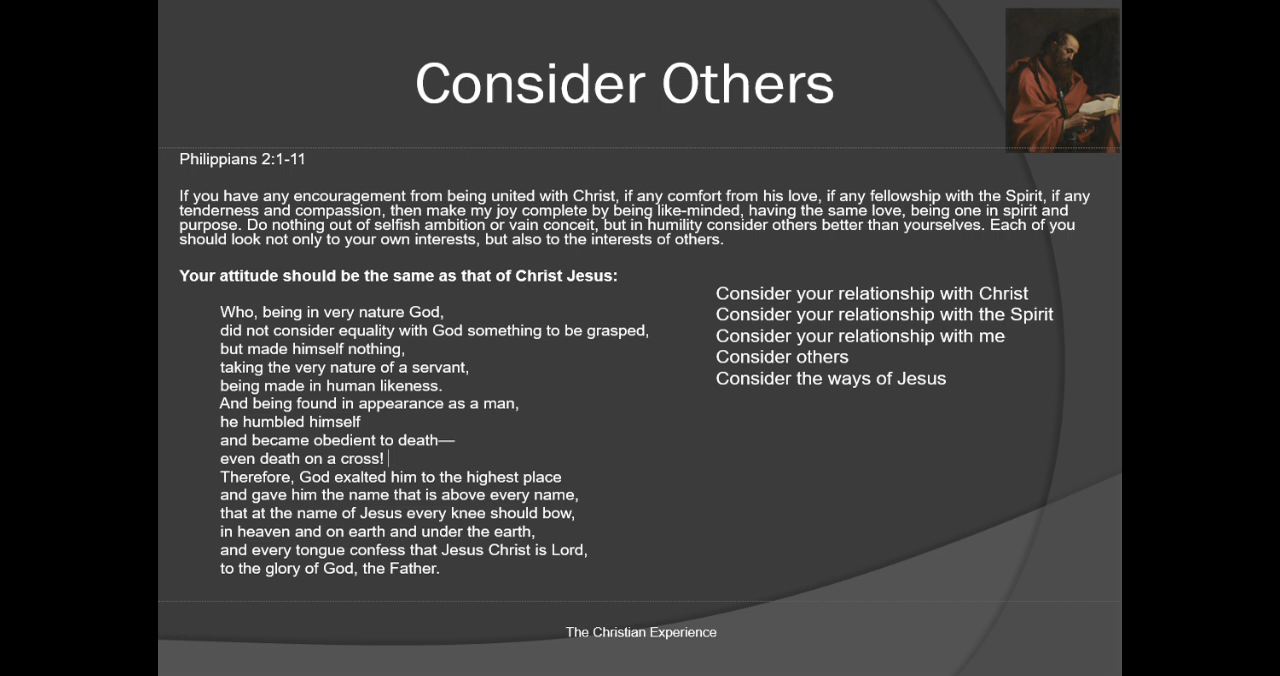 Consider Others
Philippians 2:1-11
If you have any encouragement from being united with Christ, if any comfort from his love, if any fellowship with the Spirit, if any
tenderness and compassion, then make my joy complete by being like-minded, having the same love, being one in spirit and
purpose. Do nothing out of selfish ambition or vain conceit, but in humility consider others better than yourselves. Each of you
should look not only to your own interests, but also to the interests of others.
Your attitude should be the same as that of Christ Jesus:
Who, being in very nature God,
did not consider equality with God something to be grasped,
but made himself nothing,
taking the very nature of a servant,
being made in human likeness.
And being found in appearance as a man,
he humbled himself
and became obedient to death—
even death on a cross!
Therefore, God exalted him to the highest place
and gave him the name that is above every name,
that at the name of Jesus every knee should bow,
in heaven and on earth and under the earth,
and every tongue confess that Jesus Christ is Lord,
to the glory of God, the Father.
Consider your relationship with Christ
Consider your relationship with the Spirit
Consider your relationship with me
Consider others
Consider the ways of Jesus
The Christian Experience